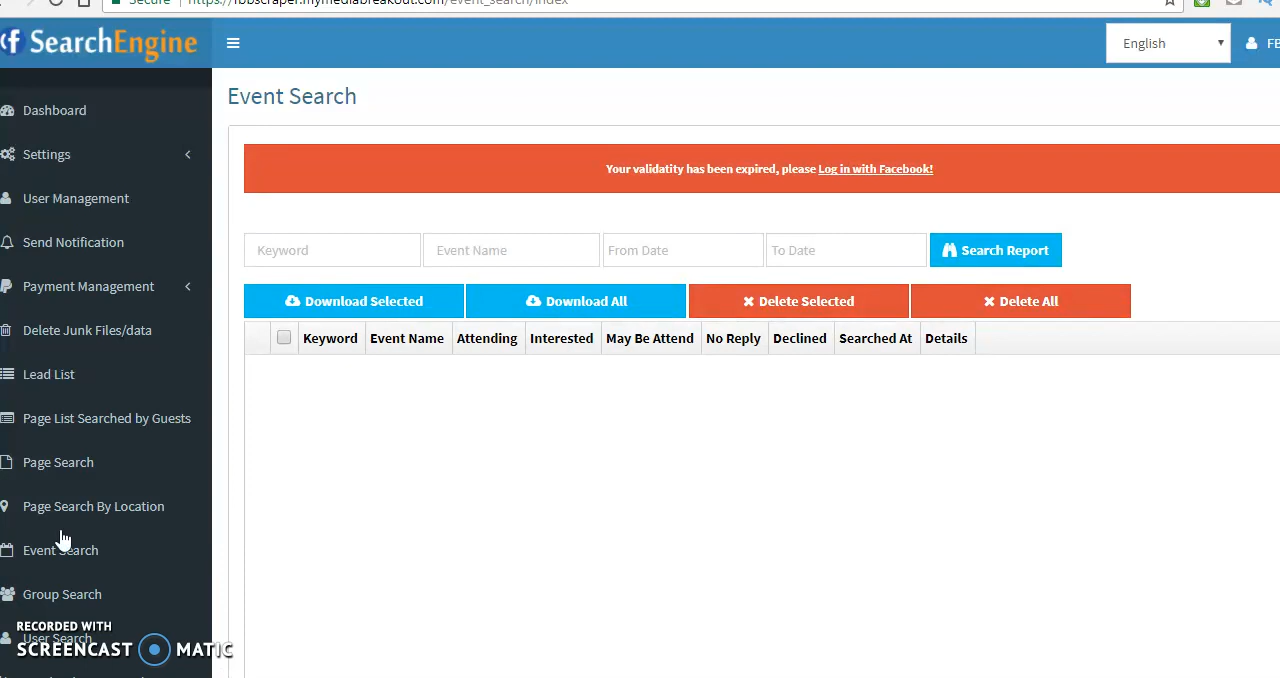 Secure https://fbbscraper.mymediabreakout.com/event_search/index
f SearchEngine
English
FB
Dashboard
Event Search
Settings
Your validatity has been expired, please Log in with Facebook!
User Management
Send Notification
Keyword Event Name From Date To Date Search Report
Payment Management
Download Selected Download All Delete Selected Delete All
Delete Junk Files/data
Keyword Event Name Attending Interested May Be Attend No Reply Declined Searched At Details
Lead List
Page List Searched by Guests
Page Search
Page Search By Location
Event Search
Group Search
RECORDED WITH
User Search
SCREENCAST MATIC